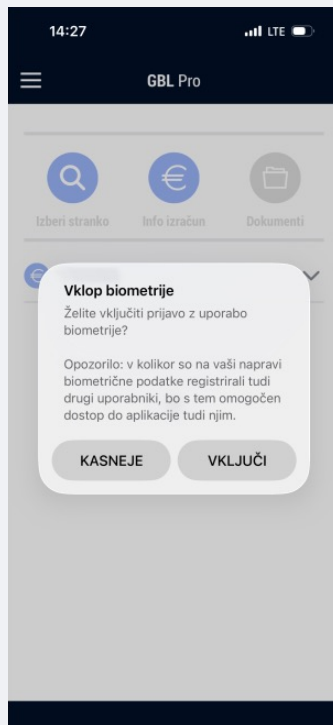 14:27
LTE
GBL Pro
Izberi stranko
Info izračun
Dokumenti
Vklop biometrije
Želite vključiti prijavo z uporabo
biometrije?
Opozorilo: v kolikor so na vaši napravi
biometrične podatke registrirali tudi
drugi uporabniki, bo s tem omogočen
dostop do aplikacije tudi njim.
KASNEJE
VKLJUČI